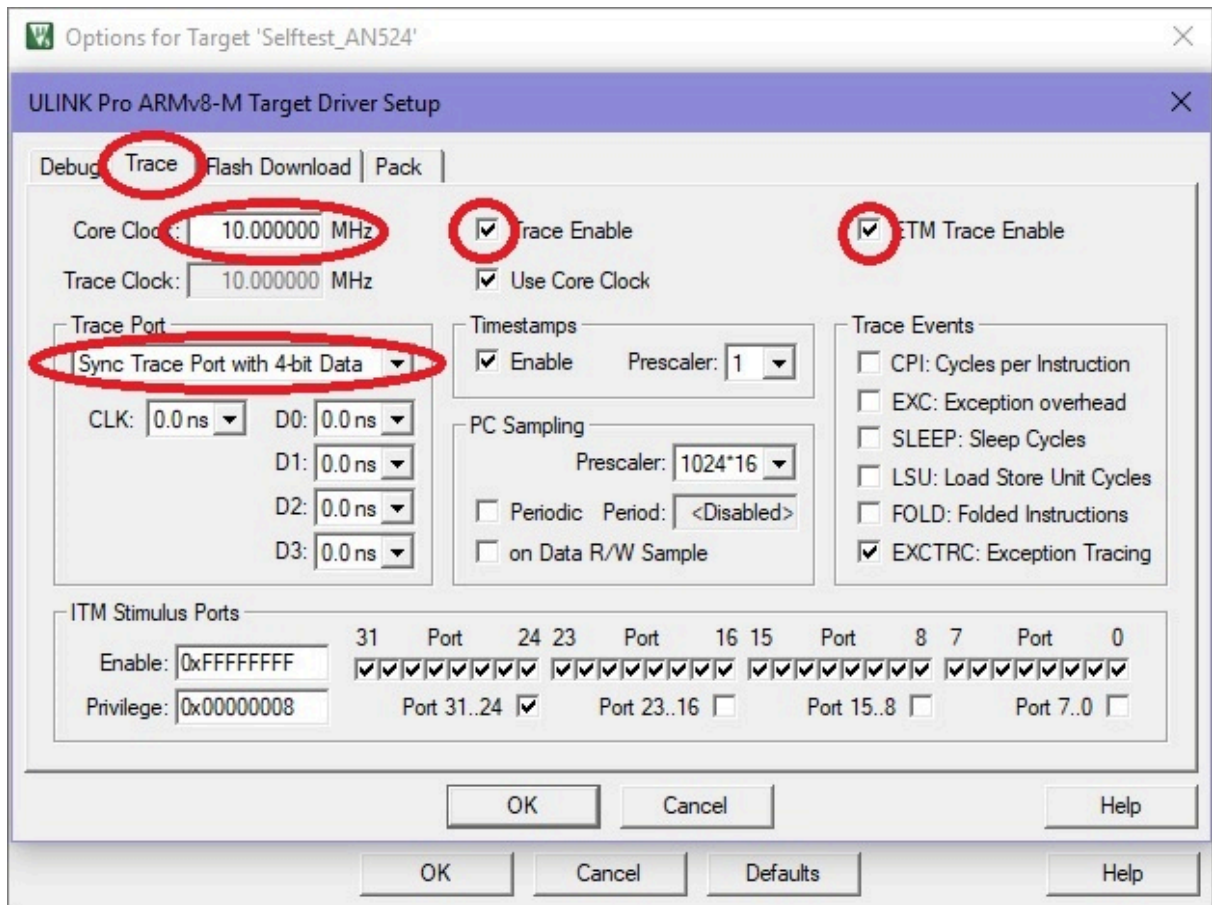 Options for Target 'Selftest_AN524'
ULINK Pro ARMv8-M Target Driver Setup
Debug Trace Flash Download Pack
Core Clock: 10.000000 MHz Trace Enable ETM Trace Enable
Trace Clock: 10.000000 MHz Use Core Clock
Trace Port Timestamps Trace Events
Sync Trace Port with 4-bit Data Enable Prescaler: 1 CPI: Cycles per Instruction
EXC: Exception overhead
CLK: 0.0 ns D0: 0.0 ns PC Sampling SLEEP: Sleep Cycles
D1: 0.0 ns Prescaler: 1024*16 LSU: Load Store Unit Cycles
D2: 0.0 ns Periodic Period: <Disabled> FOLD: Folded Instructions
D3: 0.0 ns on Data R/W Sample EXCTRC: Exception Tracing
ITM Stimulus Ports
31 Port 24 23 Port 16 15 Port 8 7 Port 0
Enable: 0xFFFFFFFF
Privilege: 0x00000008 Port 31..24 Port 23..16 Port 15..8 Port 7..0
OK Cancel Help
OK Cancel Defaults Help